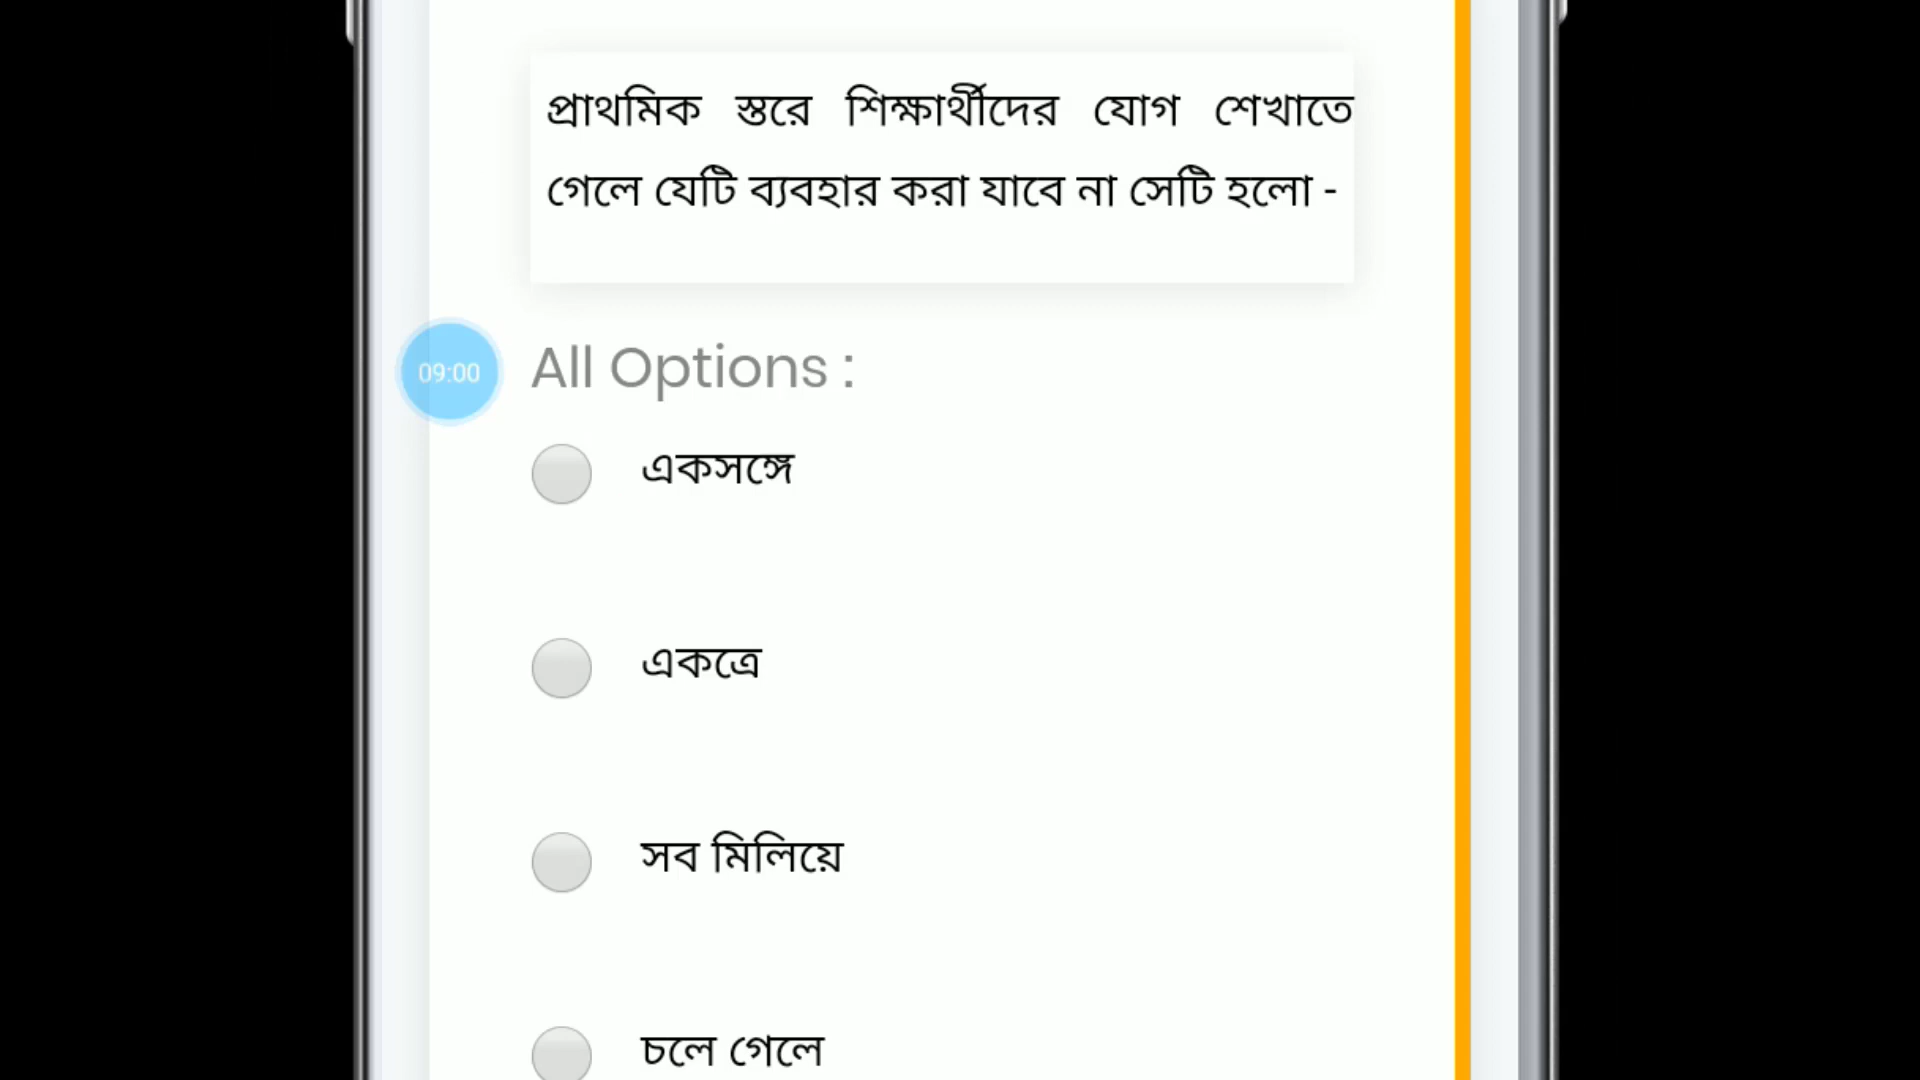 প্রাথমিক স্তরে শিক্ষার্থীদের যোগ শেখাতে
গেলে যেটি ব্যবহার করা যাবে না সেটি হলো -
All Options :
09:00
একসঙ্গে
একত্রে
সব মিলিয়ে
চলে গেলে